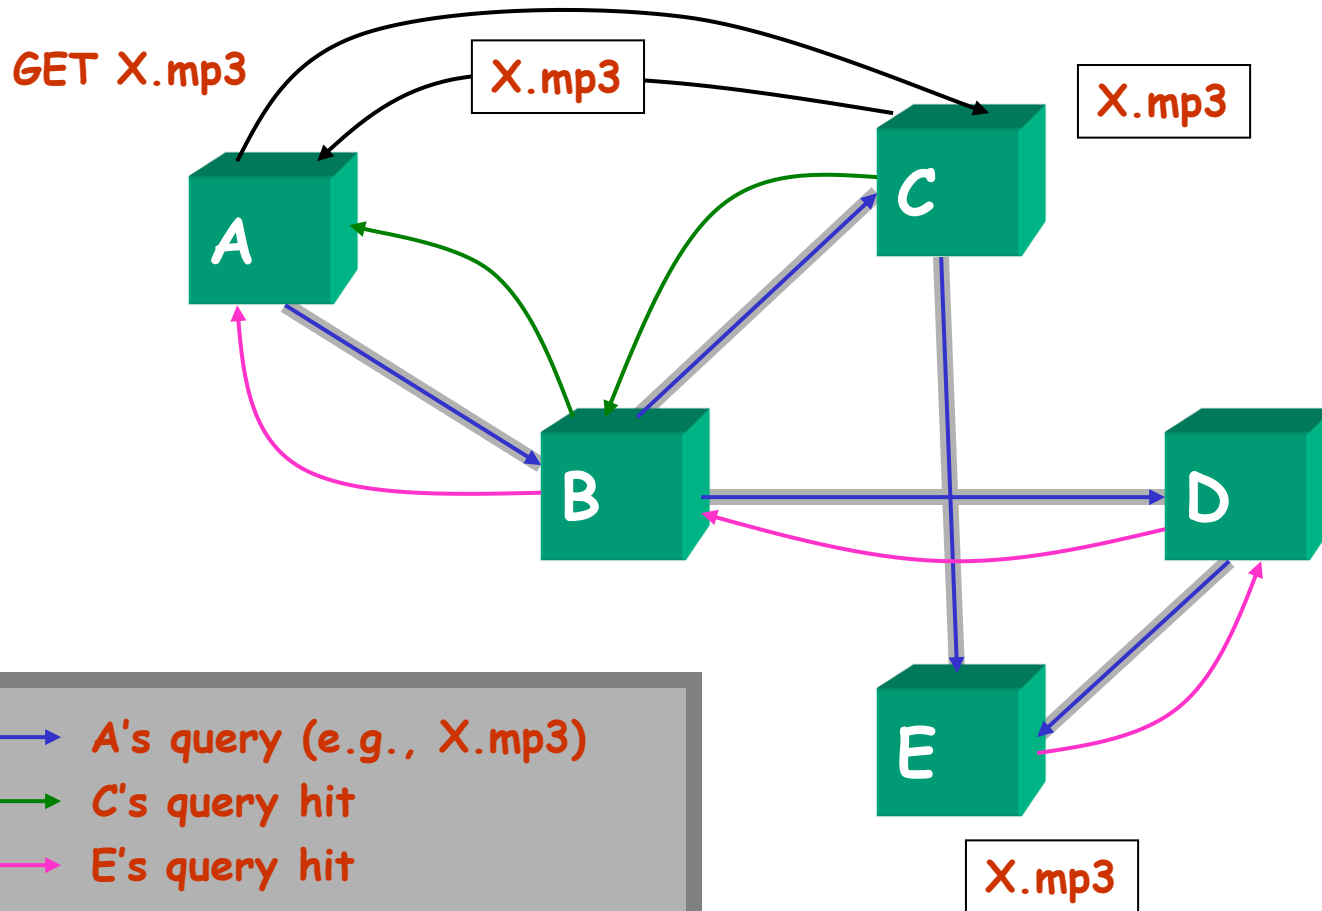 GET X.mp3
X.mp3
X.mp3
C
A
B
D
E
A's query (e.g., X.mp3)
C's query hit
E's query hit
X.mp3